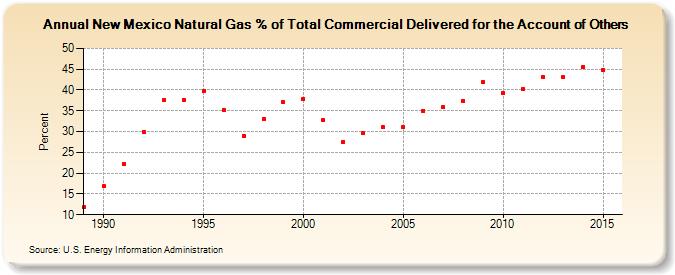 Annual New Mexico Natural Gas % of Total Commercial Delivered for the Account of Others
Percent
50
45
40
35
30
25
20
15
10
1990 1995 2000 2005 2010 2015
Source: U.S. Energy Information Administration